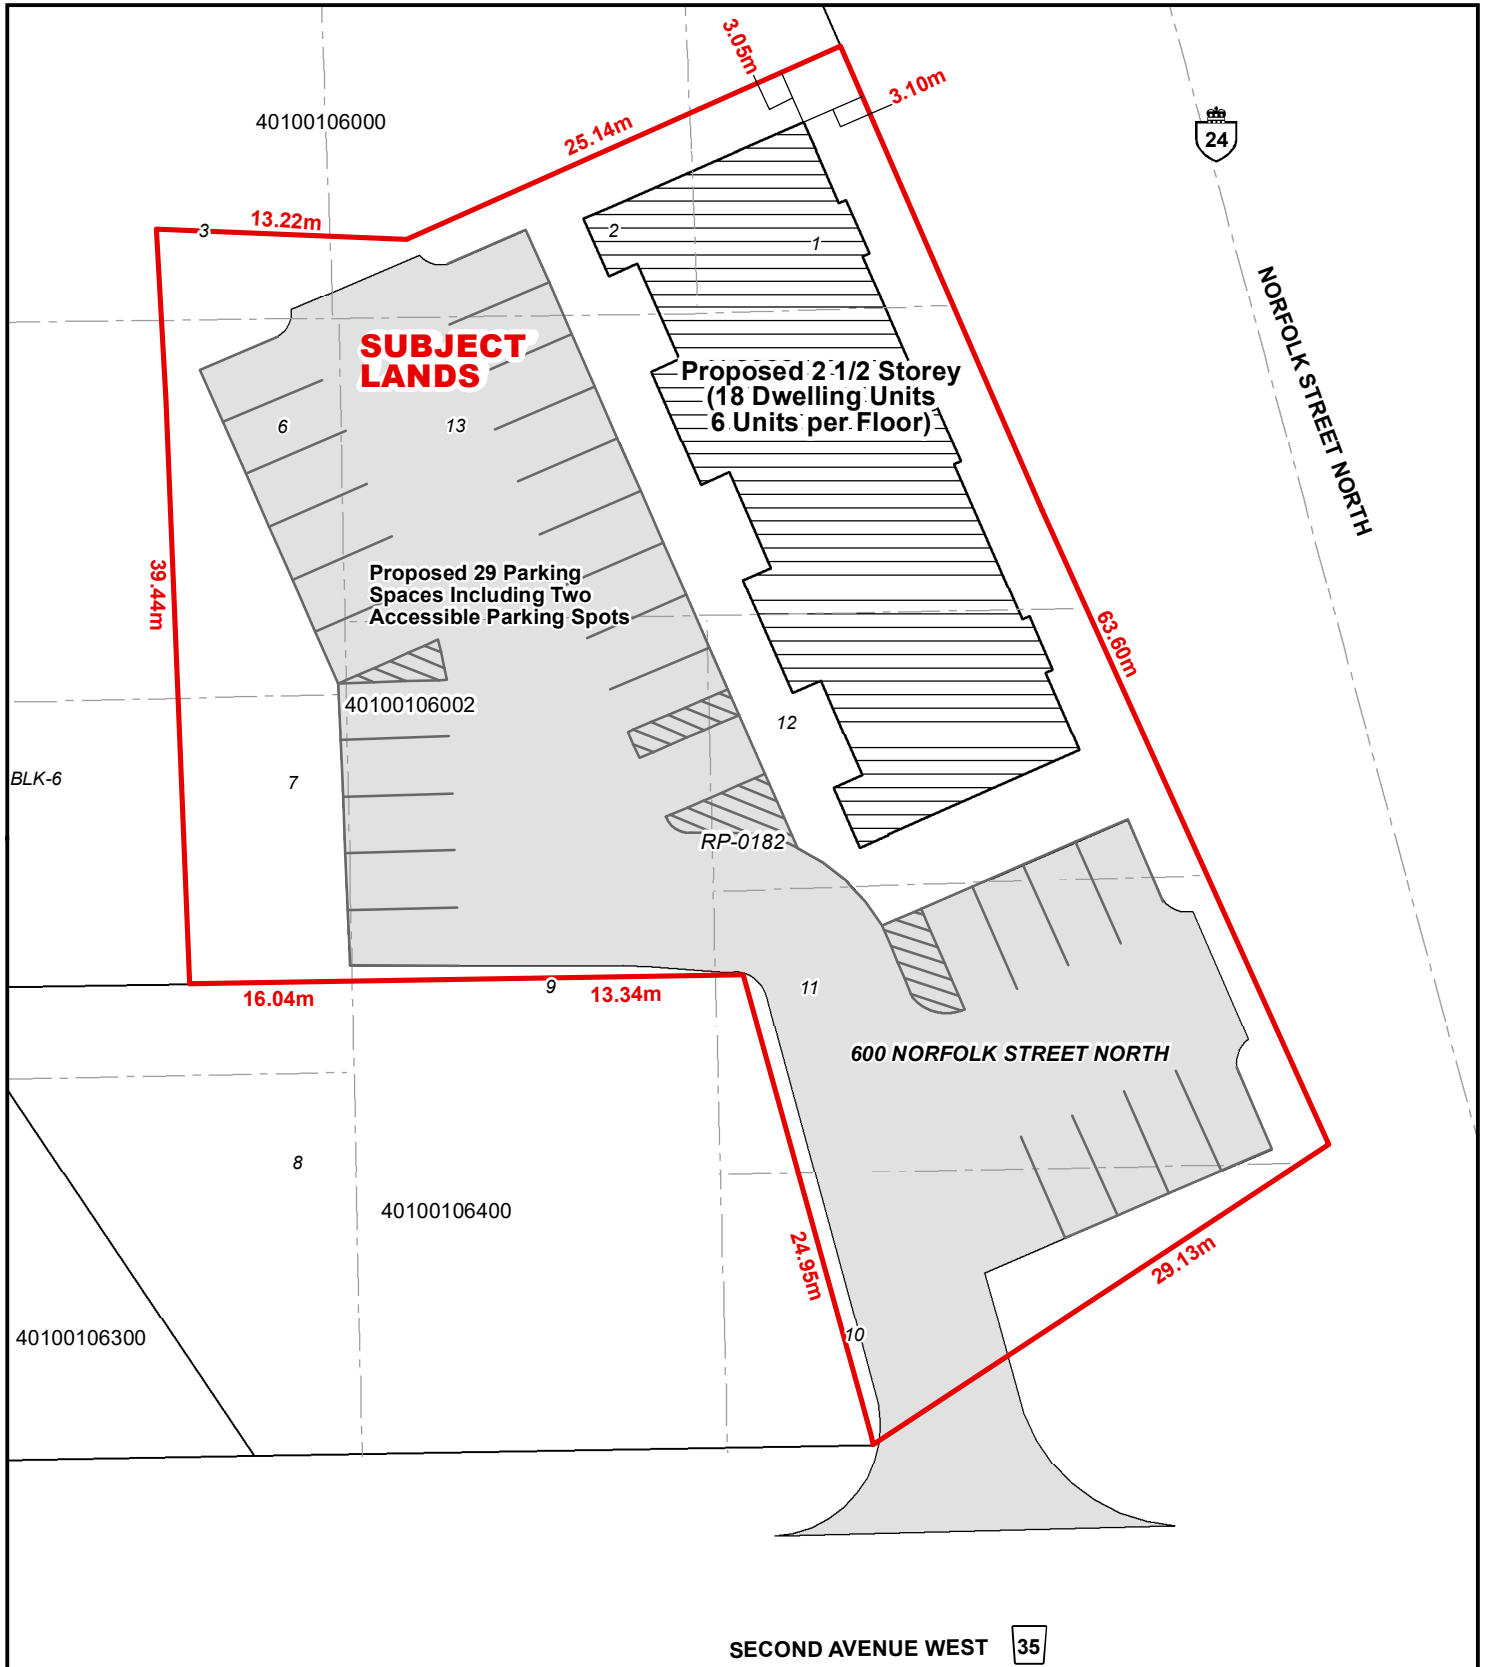 3.05m
3.10m
40100106000
25.14m
24
3
13.22m
2
1
NORFOLK STREET NORTH
SUBJECT
LANDS
Proposed 2 1/2 Storey
(18 Dwelling Units
6 Units per Floor)
6
13
39.44m
Proposed 29 Parking
Spaces Including Two
Accessible Parking Spots
63.60m
40100106002
12
BLK-6
7
RP-0182
16.04m
9
13.34m
11
600 NORFOLK STREET NORTH
8
40100106400
24.95m
29.13m
40100106300
10
SECOND AVENUE WEST
35